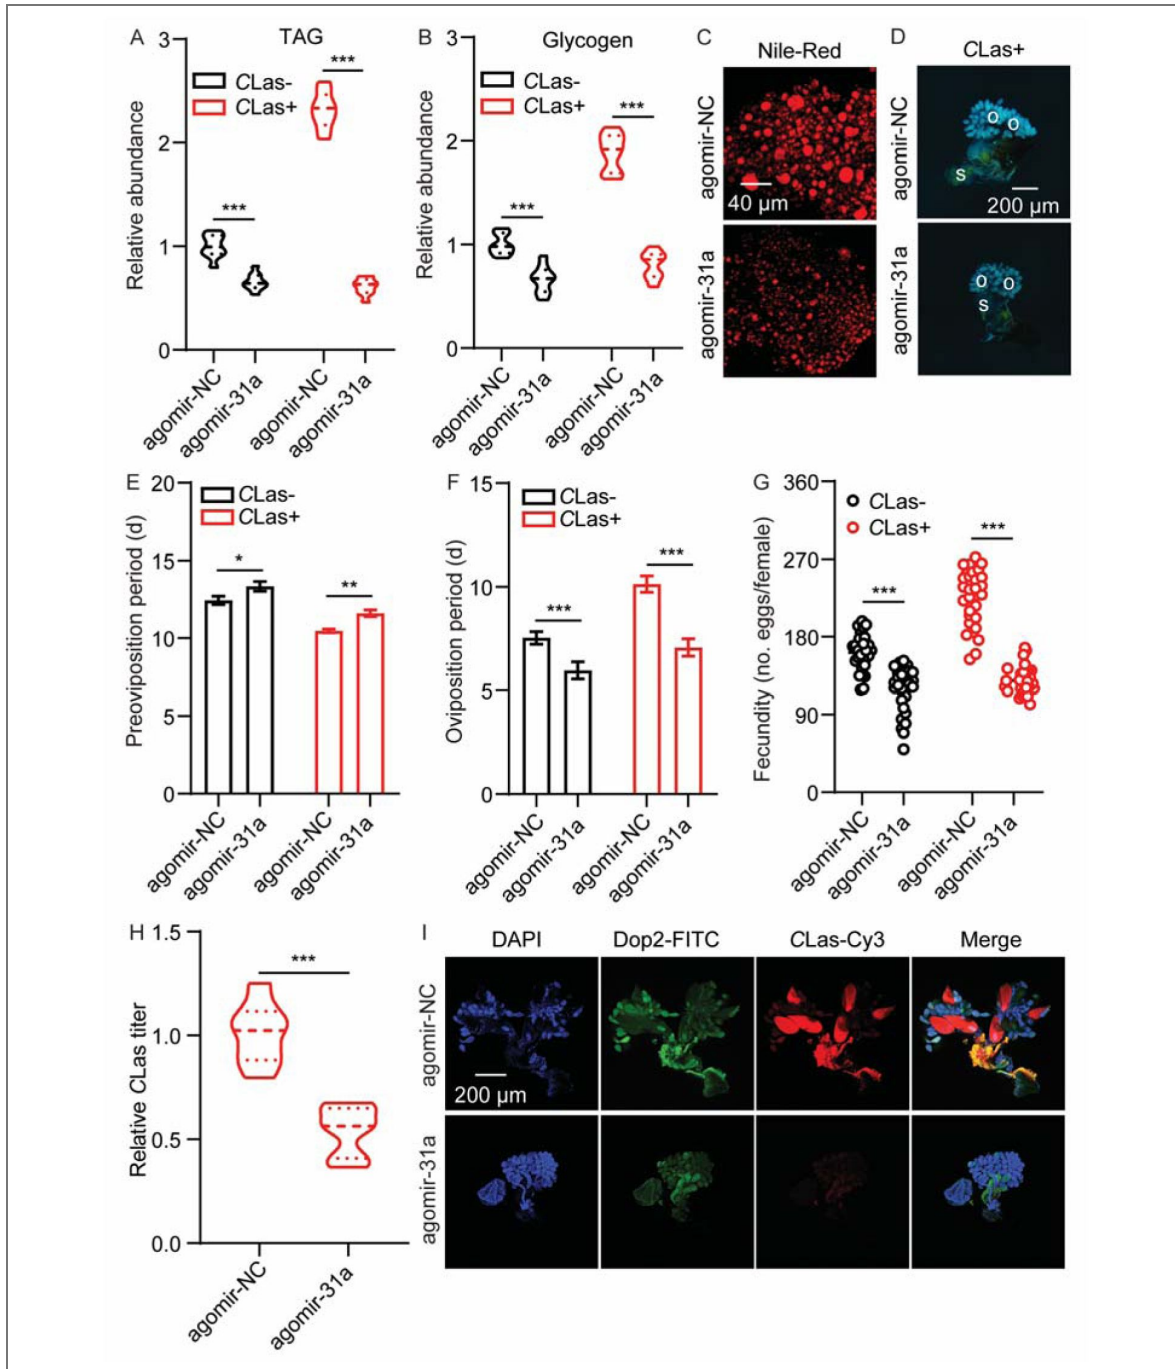 A
TAG
3
2
1
0
Relative abundance
CLas-
CLas+
***
***
agomir-NC
agomir-31a
agomir-NC
agomir-31a
B
Glycogen
3
2
1
0
Relative abundance
CLas-
CLas+
***
***
agomir-NC
agomir-31a
agomir-NC
agomir-31a
C
Nile-Red
agomir-NC
40 µm
agomir-31a
D
CLas+
agomir-NC
o o
s
200 µm
agomir-31a
o o
s
E
20
15
10
5
0
Preoviposition period (d)
CLas-
CLas+
*
**
agomir-NC
agomir-31a
agomir-NC
agomir-31a
F
15
10
5
0
Oviposition period (d)
CLas-
CLas+
***
***
agomir-NC
agomir-31a
agomir-NC
agomir-31a
G
360
270
180
90
0
Fecundity (no. eggs/female)
CLas-
CLas+
***
***
agomir-NC
agomir-31a
agomir-NC
agomir-31a
H
1.5
1.0
0.5
0.0
Relative CLas titer
***
agomir-NC
agomir-31a
I
DAPI Dop2-FITC CLas-Cy3 Merge
agomir-NC
200 µm
agomir-31a